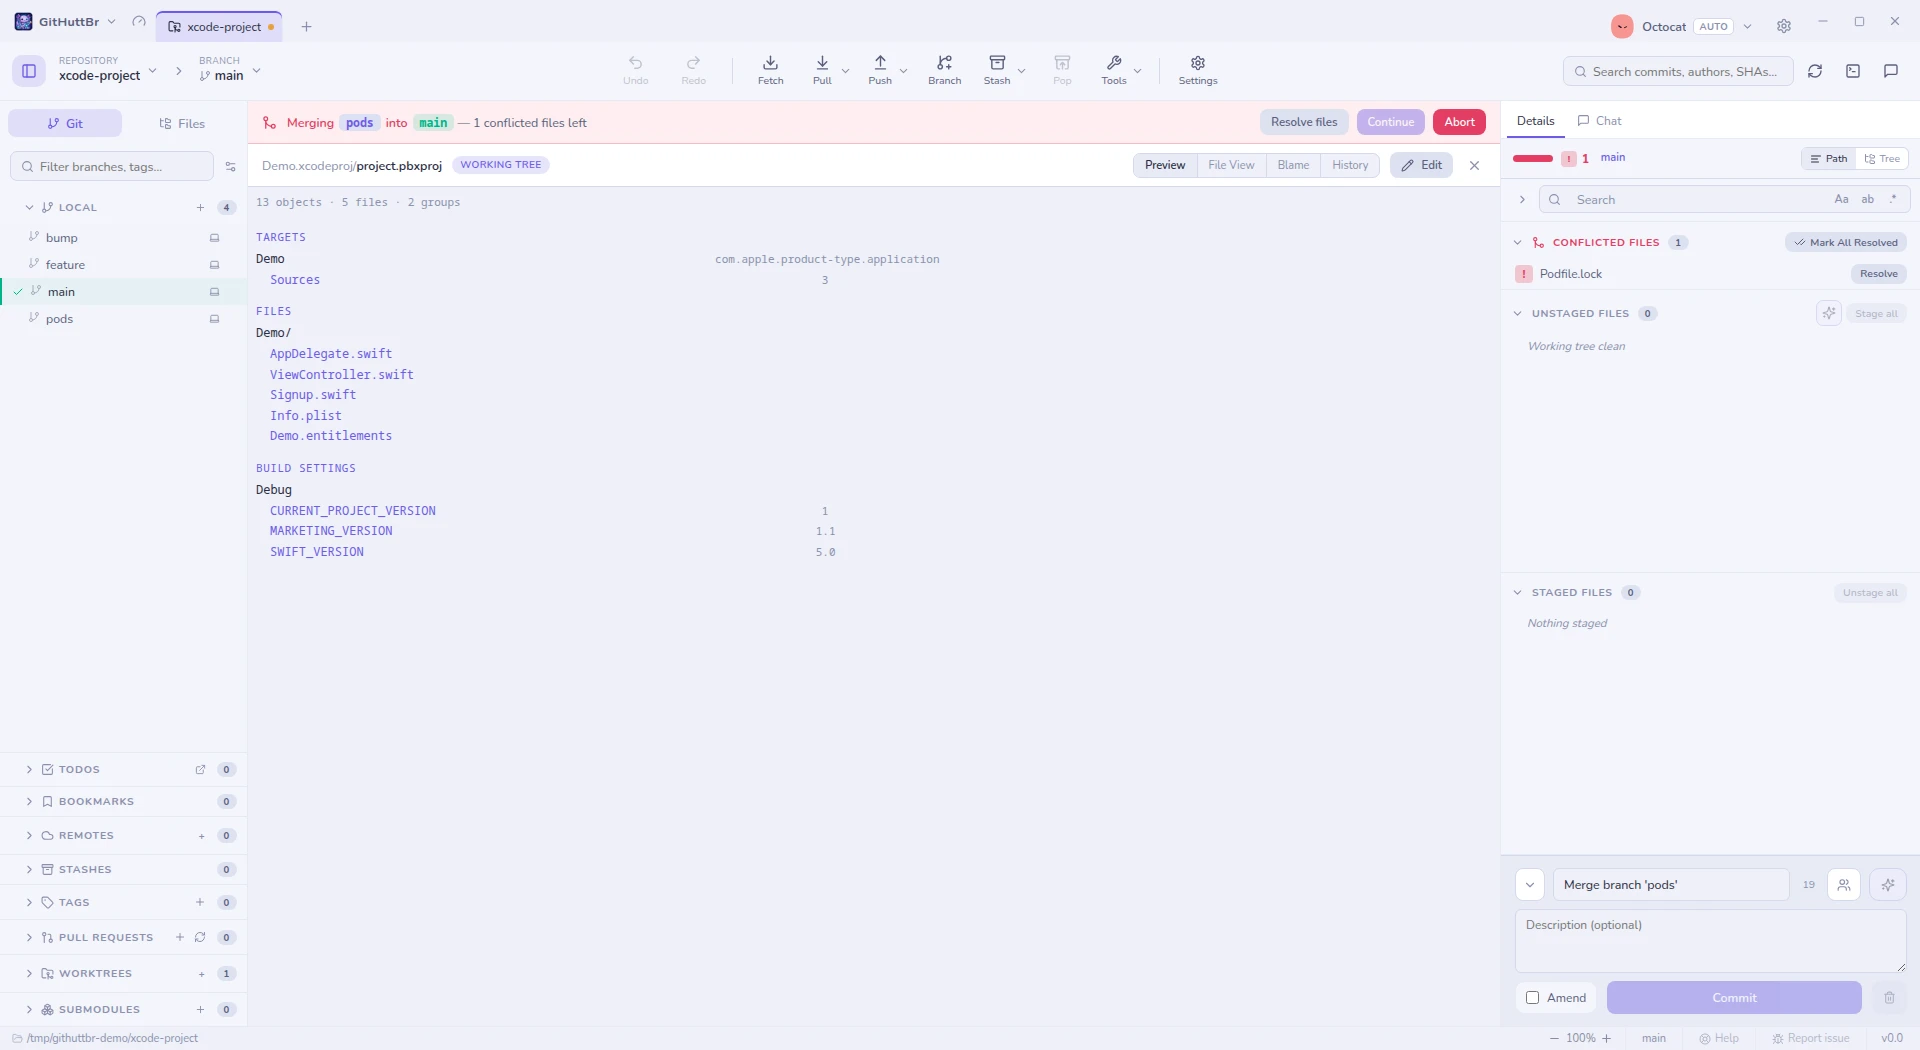 GitHuttBr
xcode-project
Octocat AUTO
REPOSITORY
xcode-project
BRANCH
main
Undo
Redo
Fetch
Pull
Push
Branch
Stash
Pop
Tools
Settings
Search commits, authors, SHAs...
Git
Files
Filter branches, tags...
LOCAL 4
bump
feature
main
pods
TODOS 0
BOOKMARKS 0
REMOTES 0
STASHES 0
TAGS 0
PULL REQUESTS 0
WORKTREES 1
SUBMODULES 0
Merging pods into main — 1 conflicted files left
Resolve files
Continue
Abort
Demo.xcodeproj/project.pbxproj WORKING TREE
Preview
File View
Blame
History
Edit
13 objects · 5 files · 2 groups
TARGETS
Demo com.apple.product-type.application
Sources 3
FILES
Demo/
AppDelegate.swift
ViewController.swift
Signup.swift
Info.plist
Demo.entitlements
BUILD SETTINGS
Debug
CURRENT_PROJECT_VERSION 1
MARKETING_VERSION 1.1
SWIFT_VERSION 5.0
Details
Chat
! 1 main
Path
Tree
Search
Aa ab .*
CONFLICTED FILES 1
Mark All Resolved
! Podfile.lock
Resolve
UNSTAGED FILES 0
Stage all
Working tree clean
STAGED FILES 0
Unstage all
Nothing staged
Merge branch 'pods'
19
Description (optional)
Amend
Commit
/tmp/githuttbr-demo/xcode-project
— 100% +
main
Help
Report issue
v0.0